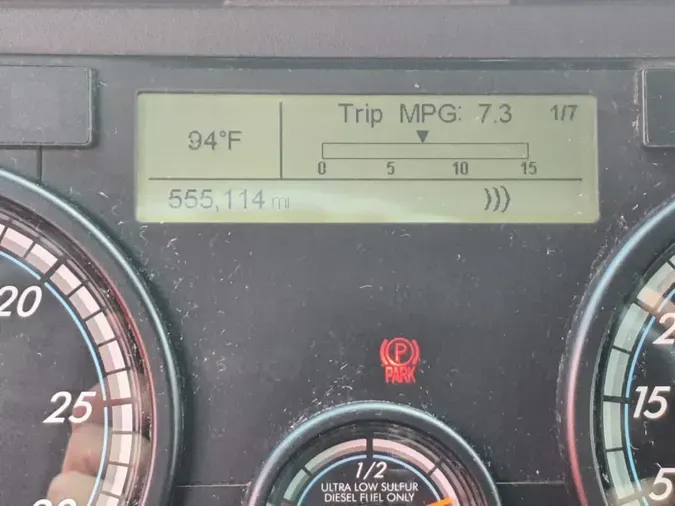 Trip MPG: 7.3 1/7
94°F
0 5 10 15
555,114 mi
P
PARK
20
25
1/2
ULTRA LOW SULFUR
DIESEL FUEL ONLY
15
5